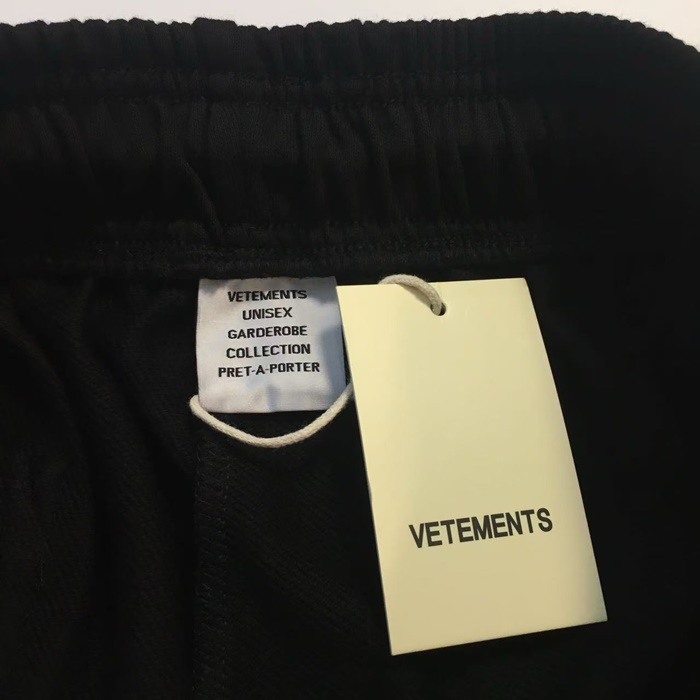 VETEMENTS
UNISEX
GARDEROBE
COLLECTION
PRET-A-PORTER
VETEMENTS